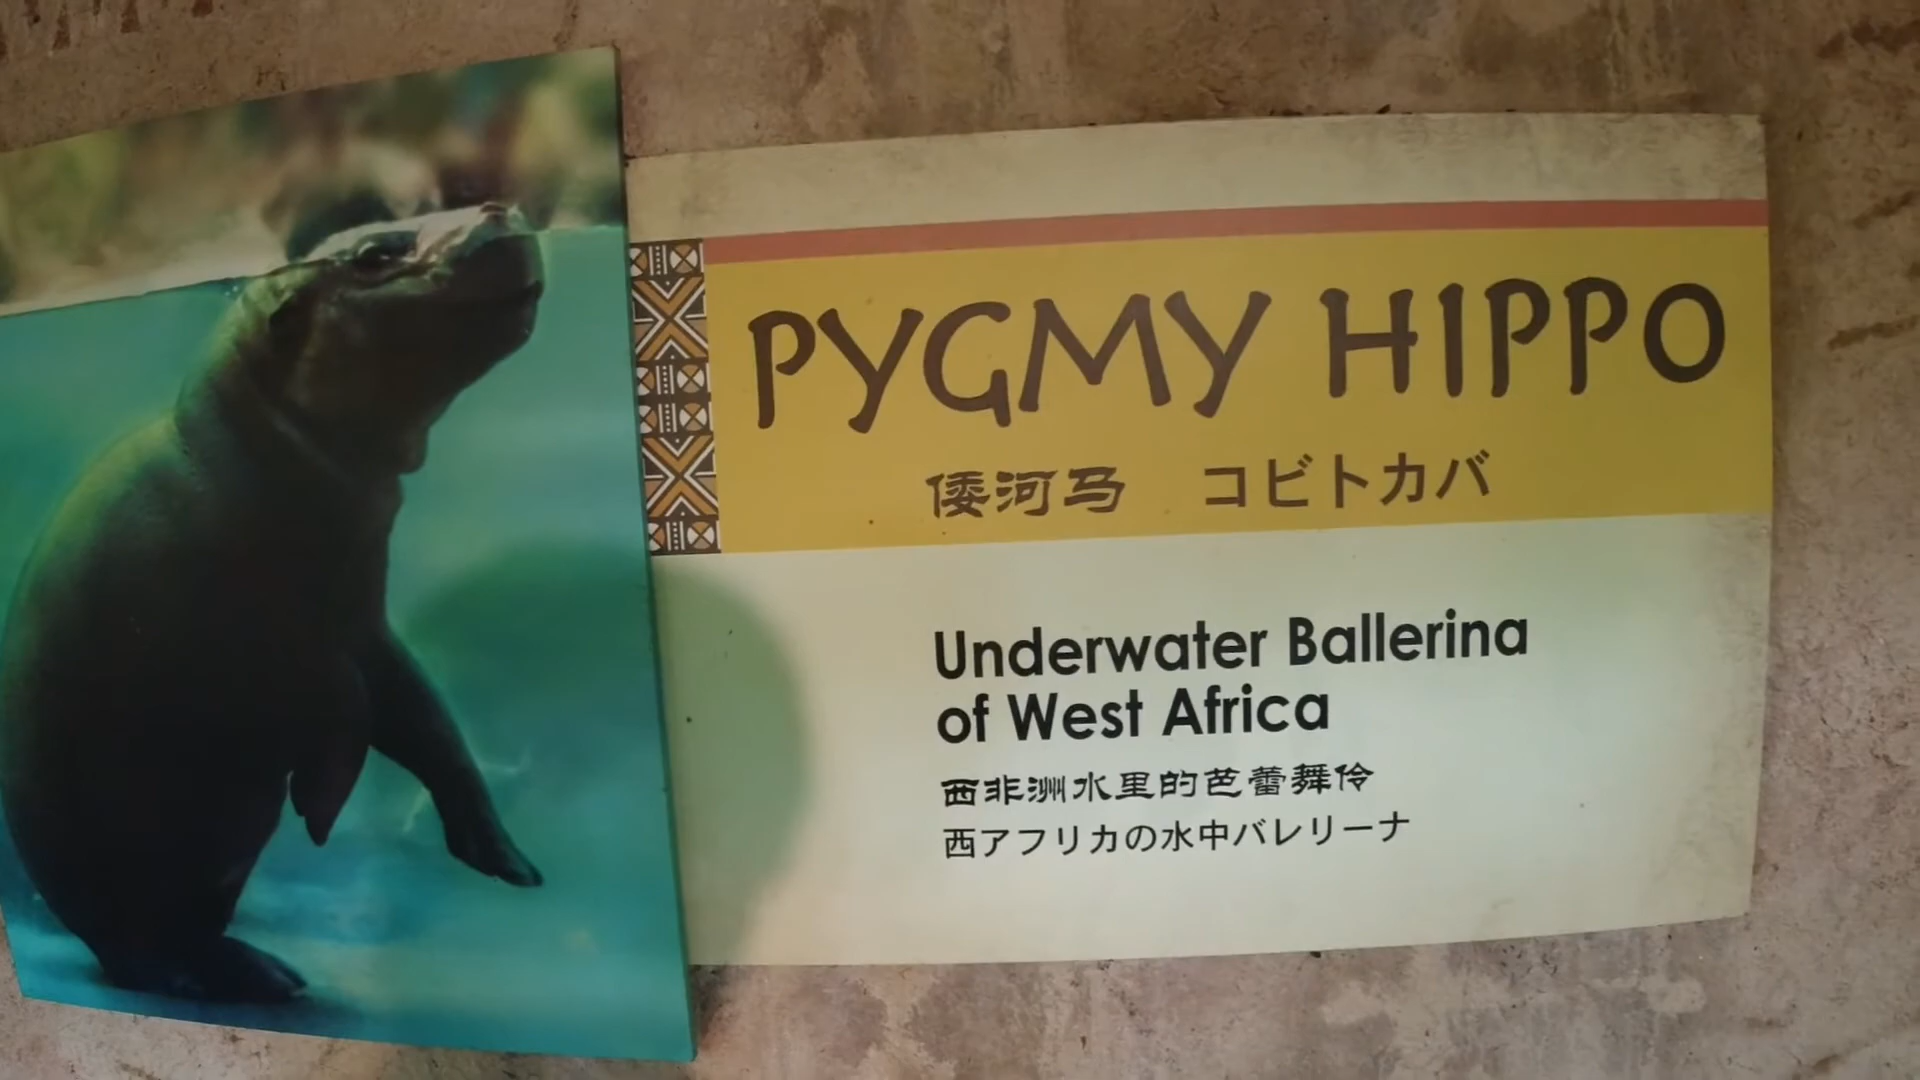 PYGMY HIPPO
倭河马 コビトカバ
Underwater Ballerina
of West Africa
西非洲水里的芭蕾舞伶
西アフリカの水中バレリーナ